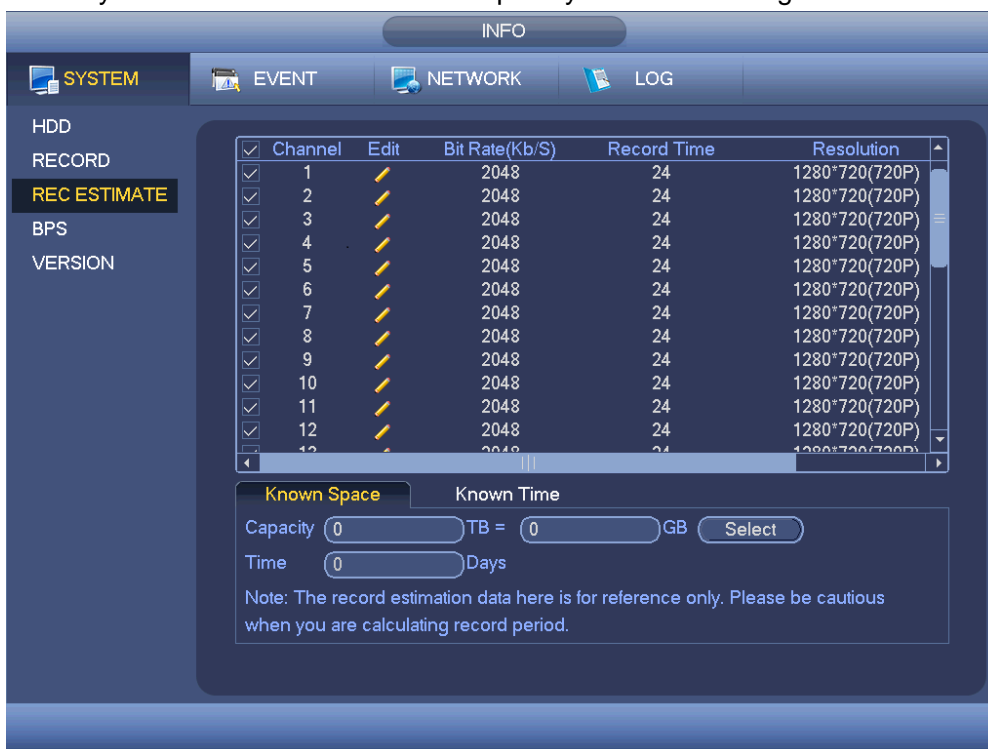 INFO
SYSTEM EVENT NETWORK LOG
HDD
RECORD
REC ESTIMATE
BPS
VERSION
Channel Edit Bit Rate(Kb/S) Record Time Resolution
1 2048 24 1280*720(720P)
2 2048 24 1280*720(720P)
3 2048 24 1280*720(720P)
4 2048 24 1280*720(720P)
5 2048 24 1280*720(720P)
6 2048 24 1280*720(720P)
7 2048 24 1280*720(720P)
8 2048 24 1280*720(720P)
9 2048 24 1280*720(720P)
10 2048 24 1280*720(720P)
11 2048 24 1280*720(720P)
12 2048 24 1280*720(720P)
13 2048 24 1280*720(720P)
Known Space Known Time
Capacity 0 TB = 0 GB Select
Time 0 Days
Note: The record estimation data here is for reference only. Please be cautious
when you are calculating record period.